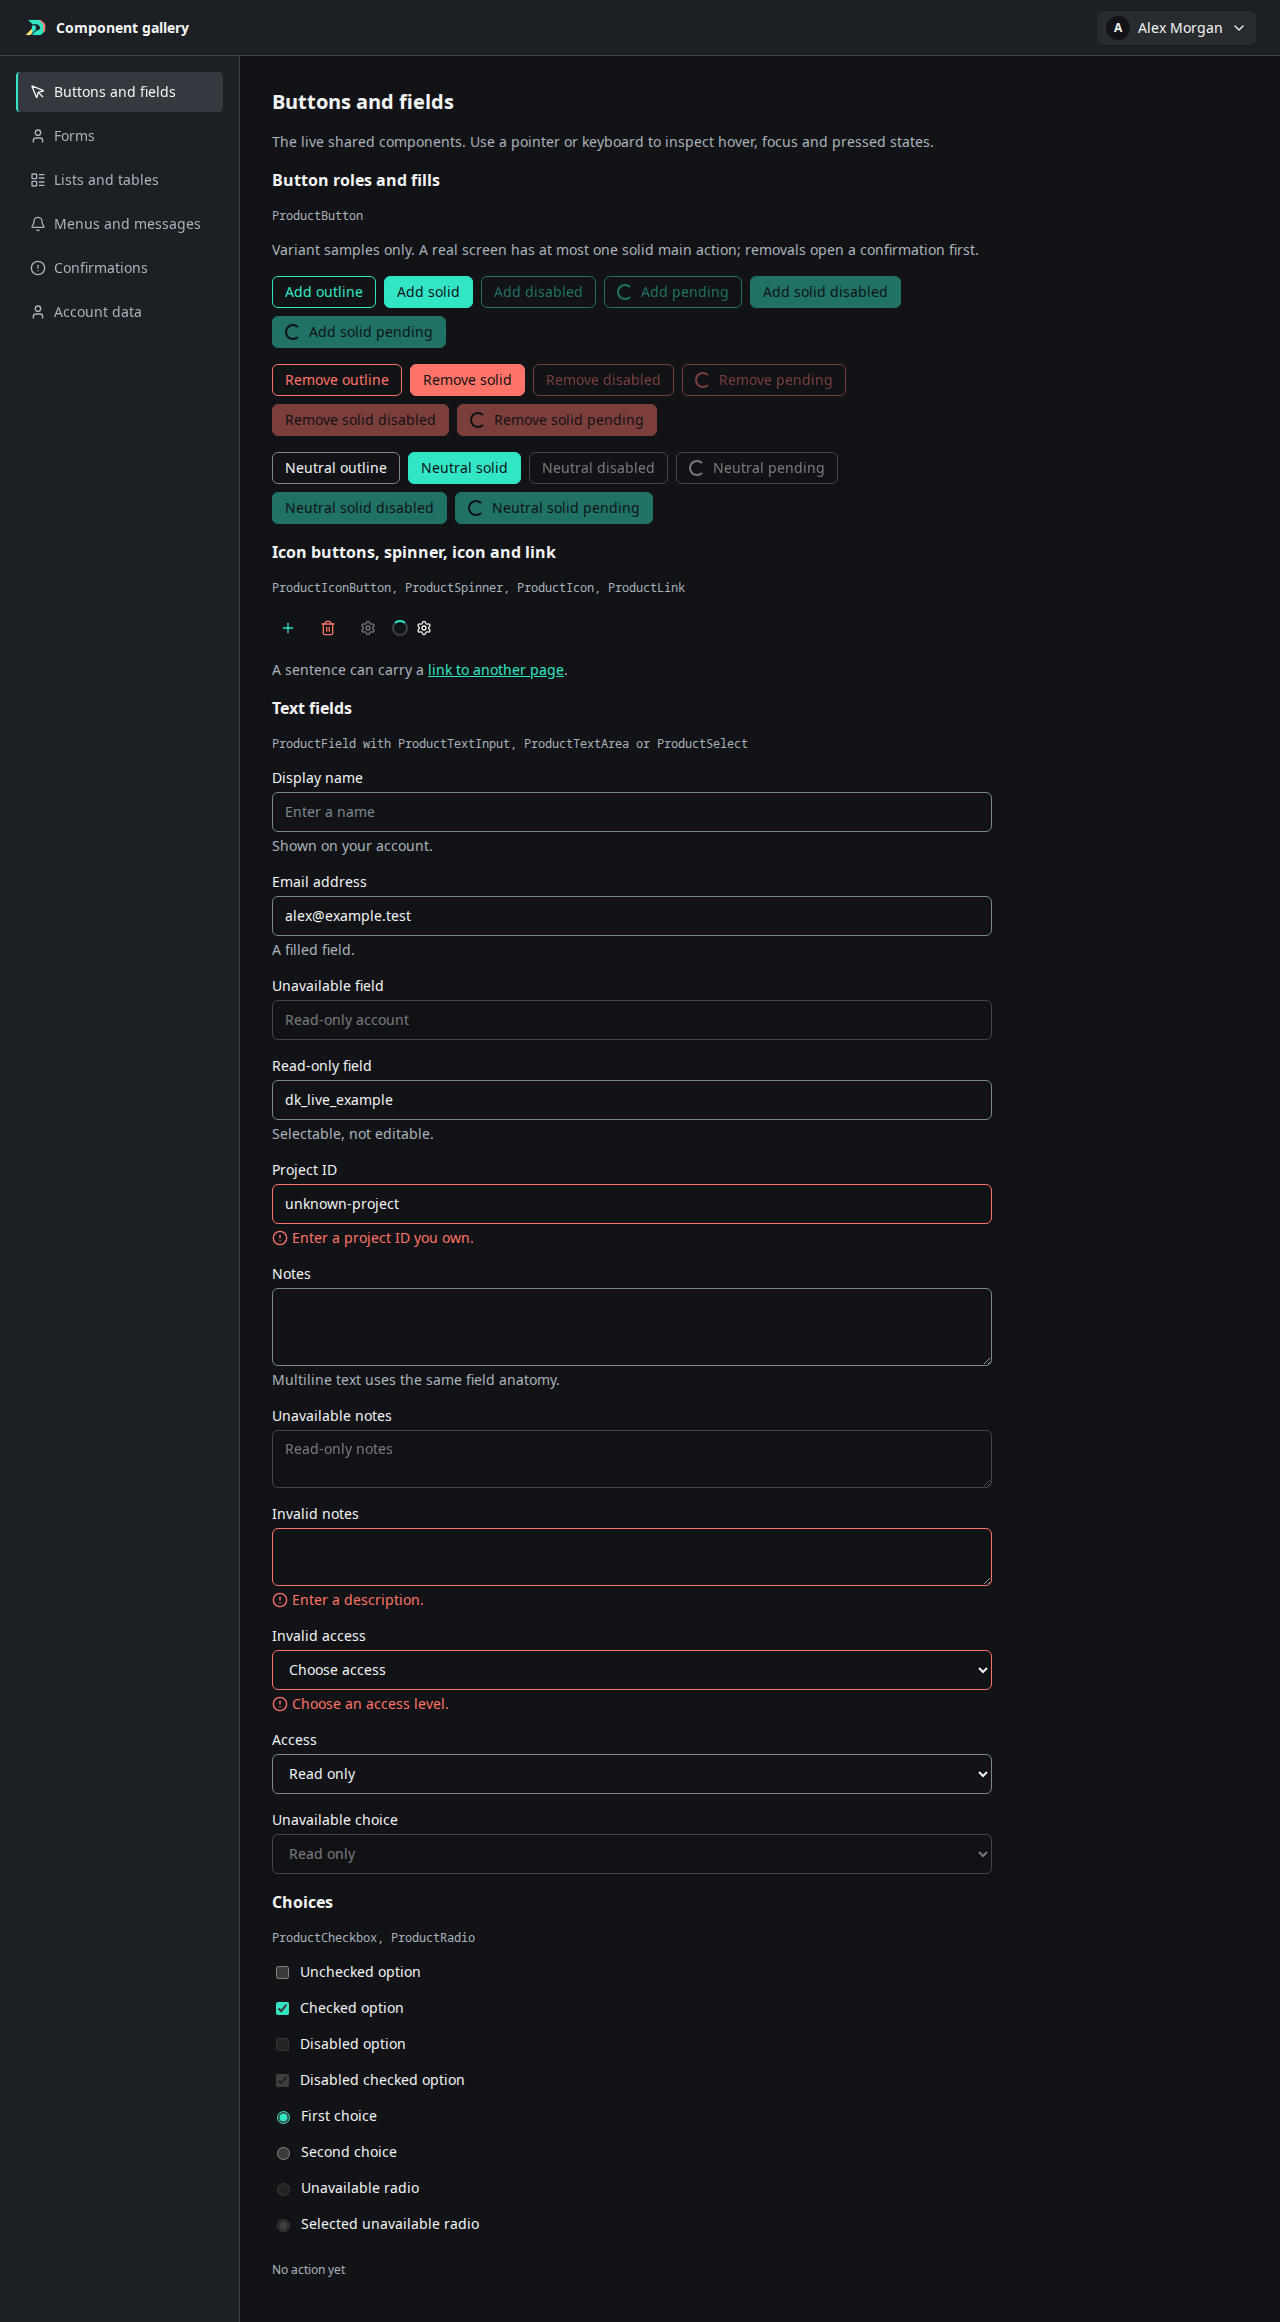 Component gallery
A Alex Morgan
Buttons and fields
Forms
Lists and tables
Menus and messages
Confirmations
Account data
Buttons and fields
The live shared components. Use a pointer or keyboard to inspect hover, focus and pressed states.
Button roles and fills
ProductButton
Variant samples only. A real screen has at most one solid main action; removals open a confirmation first.
Add outline Add solid Add disabled Add pending Add solid disabled
Add solid pending
Remove outline Remove solid Remove disabled Remove pending
Remove solid disabled Remove solid pending
Neutral outline Neutral solid Neutral disabled Neutral pending
Neutral solid disabled Neutral solid pending
Icon buttons, spinner, icon and link
ProductIconButton, ProductSpinner, ProductIcon, ProductLink
A sentence can carry a link to another page.
Text fields
ProductField with ProductTextInput, ProductTextArea or ProductSelect
Display name
Enter a name
Shown on your account.
Email address
alex@example.test
A filled field.
Unavailable field
Read-only account
Read-only field
dk_live_example
Selectable, not editable.
Project ID
unknown-project
Enter a project ID you own.
Notes
Multiline text uses the same field anatomy.
Unavailable notes
Read-only notes
Invalid notes
Enter a description.
Invalid access
Choose access
Choose an access level.
Access
Read only
Unavailable choice
Read only
Choices
ProductCheckbox, ProductRadio
Unchecked option
Checked option
Disabled option
Disabled checked option
First choice
Second choice
Unavailable radio
Selected unavailable radio
No action yet